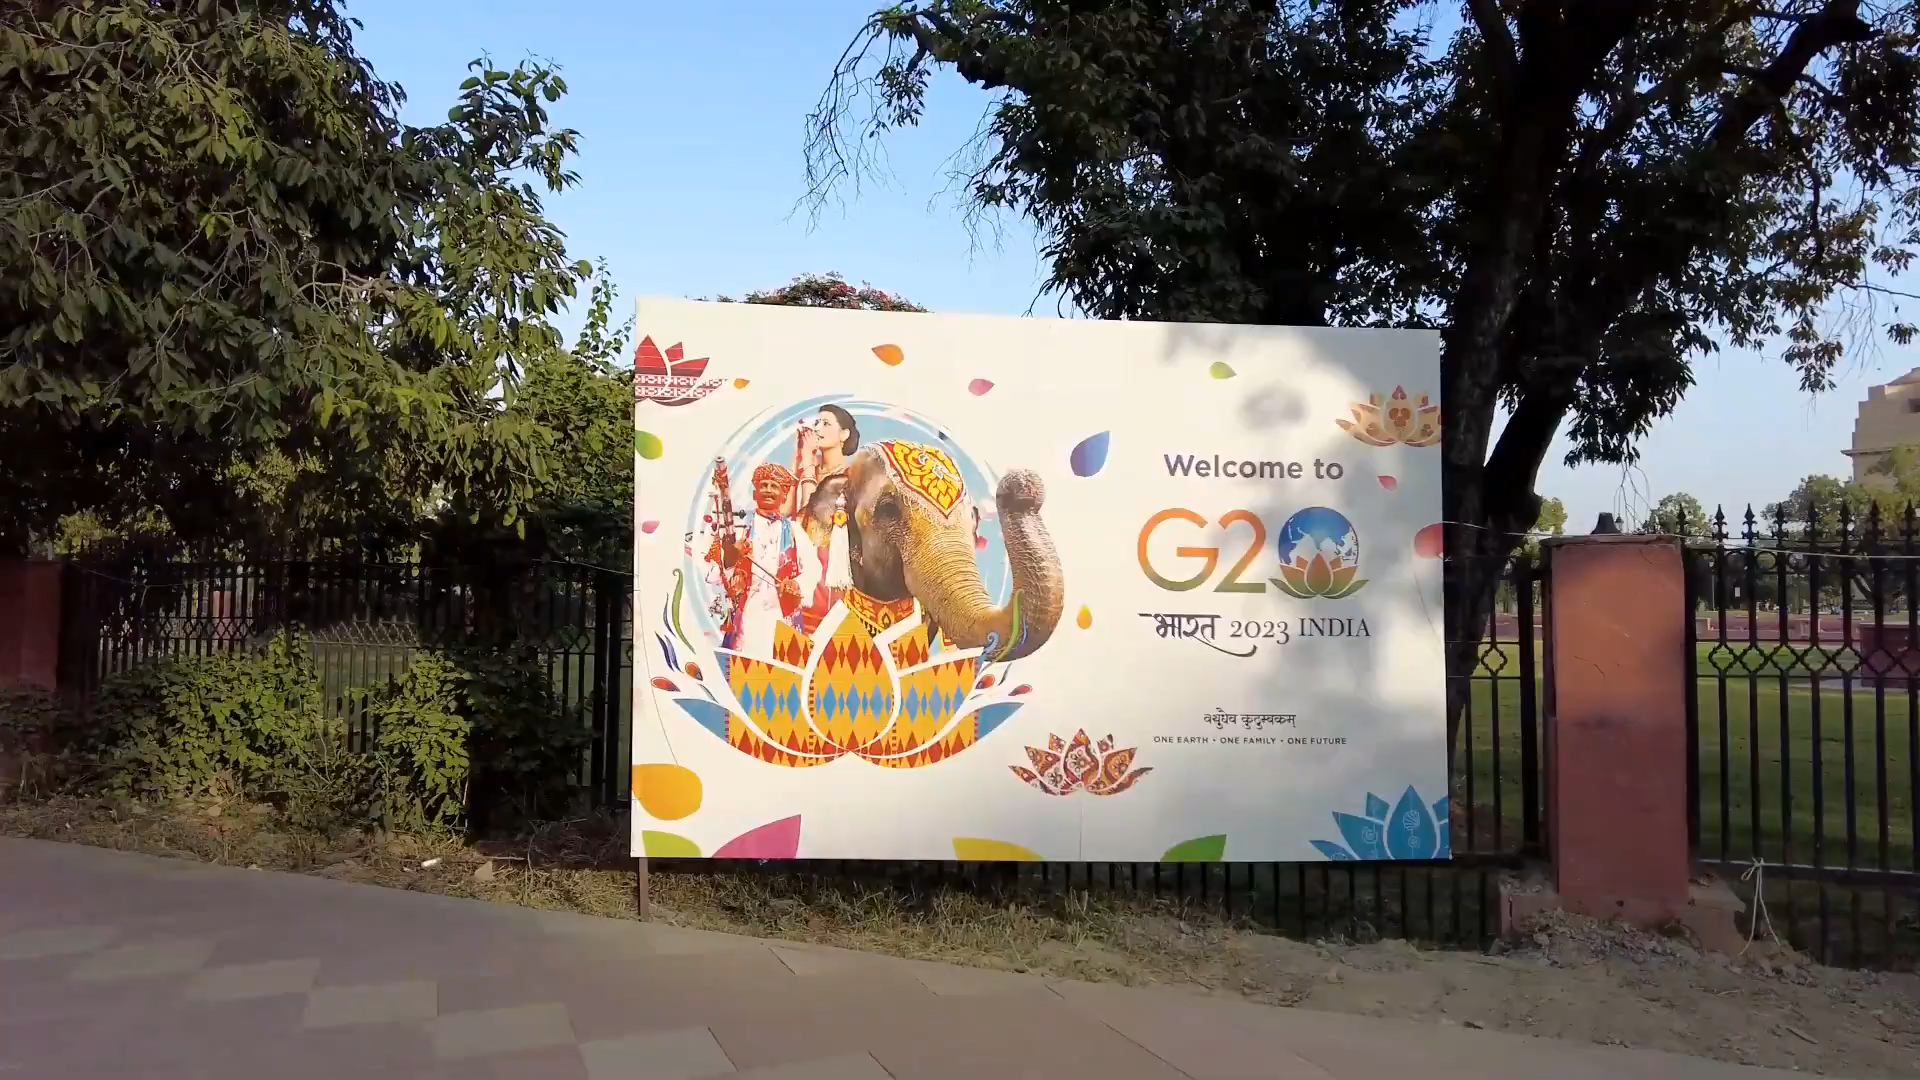 Welcome to
G20
भारत 2023 INDIA
वसुधैव कुटुम्बकम्
ONE EARTH • ONE FAMILY • ONE FUTURE